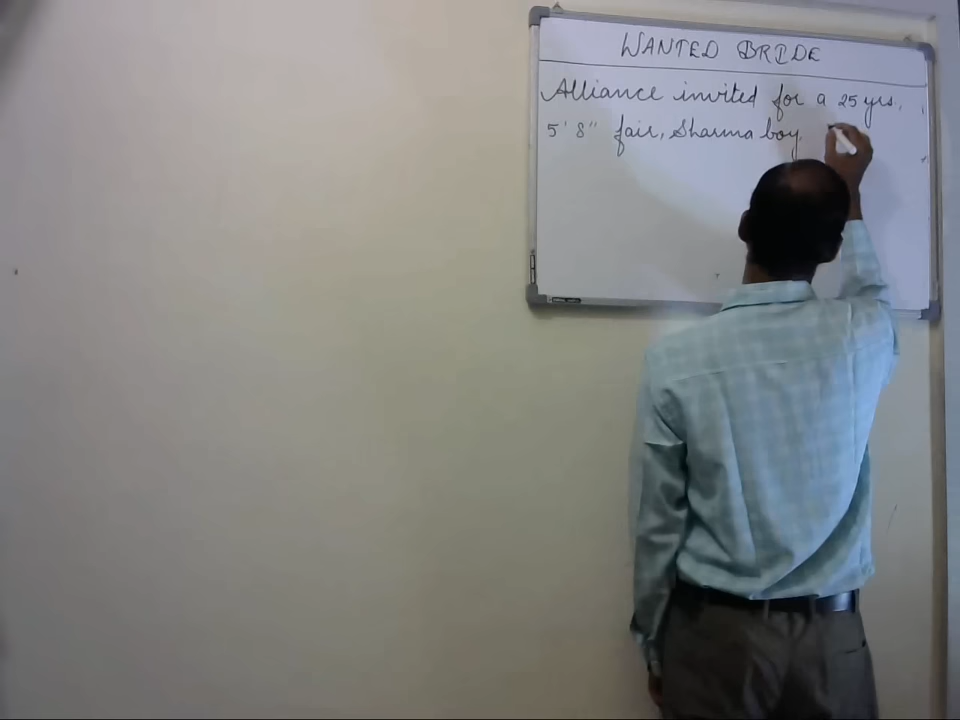 WANTED BRIDE
Alliance invited for a 25 yrs,
5' 8" fair, Sharma boy.